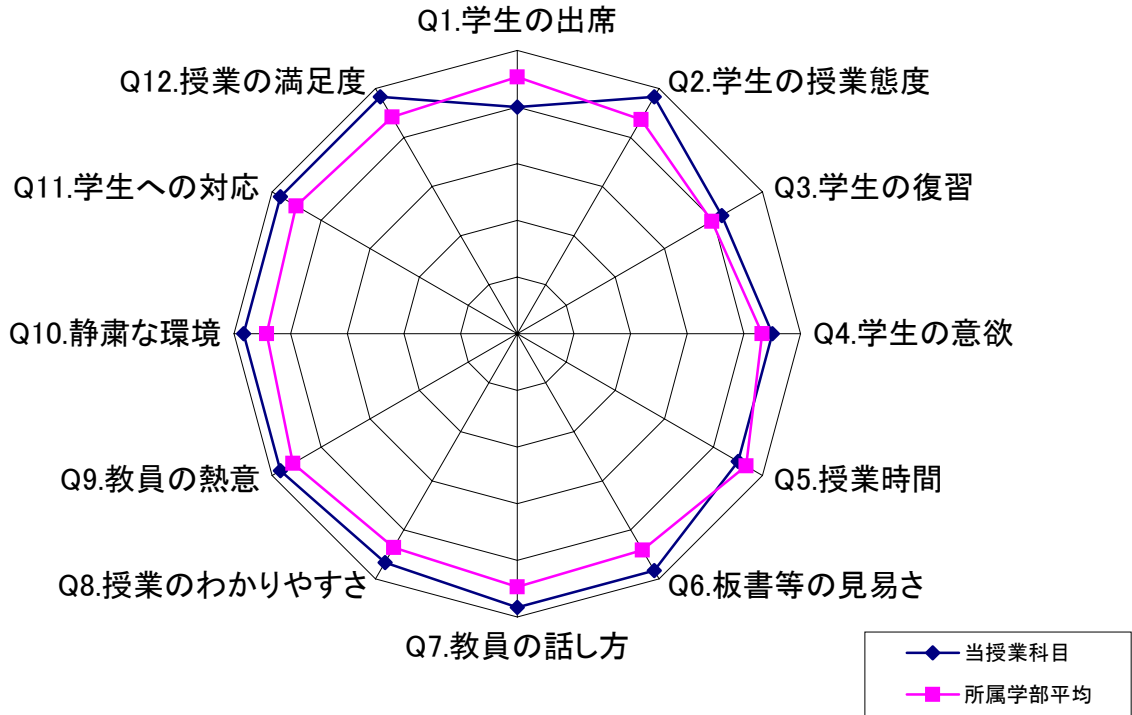 Q1.学生の出席
Q2.学生の授業態度
Q3.学生の復習
Q4.学生の意欲
Q5.授業時間
Q6.板書等の見易さ
Q7.教員の話し方
Q8.授業のわかりやすさ
Q9.教員の熱意
Q10.静粛な環境
Q11.学生への対応
Q12.授業の満足度
当授業科目
所属学部平均